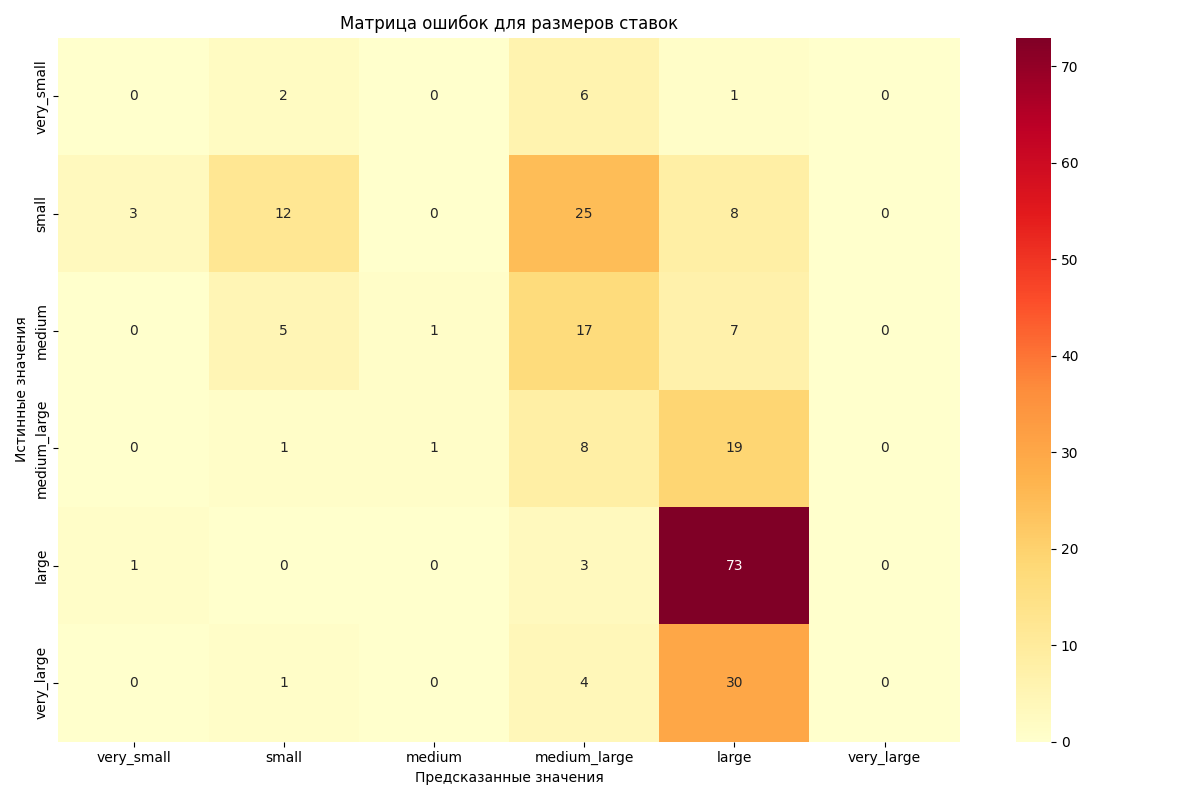 Матрица ошибок для размеров ставок
very_small 0 2 0 6 1 0
small 3 12 0 25 8 0
medium 0 5 1 17 7 0
medium_large 0 1 1 8 19 0
large 1 0 0 3 73 0
very_large 0 1 0 4 30 0
very_small small medium medium_large large very_large
Предсказанные значения
Истинные значения
70
60
50
40
30
20
10
0